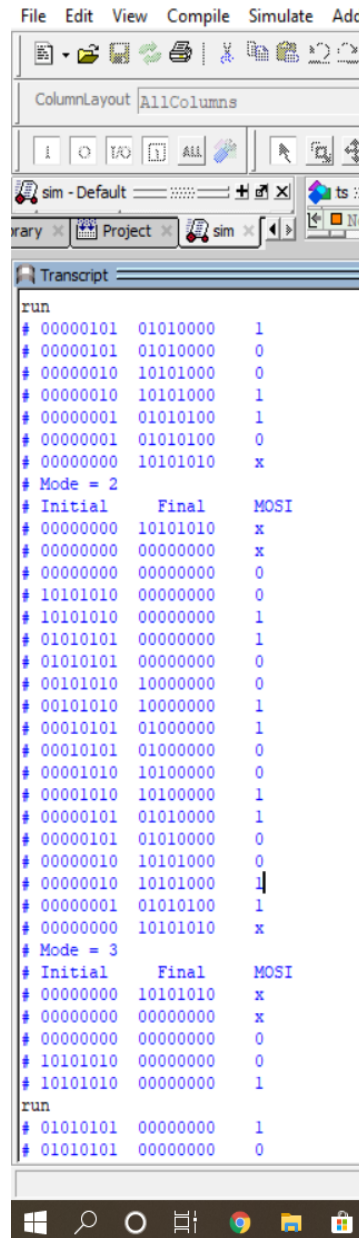 File Edit View Compile Simulate Add
ColumnLayout AllColumns
I O I/O ALL
sim - Default
ts :
rary Project sim
Transcript
run
# 00000101 01010000 1
# 00000101 01010000 0
# 00000010 10101000 0
# 00000010 10101000 1
# 00000001 01010100 1
# 00000001 01010100 0
# 00000000 10101010 x
# Mode = 2
# Initial Final MOSI
# 00000000 10101010 x
# 00000000 00000000 x
# 00000000 00000000 0
# 10101010 00000000 0
# 10101010 00000000 1
# 01010101 00000000 1
# 01010101 00000000 0
# 00101010 10000000 0
# 00101010 10000000 1
# 00010101 01000000 1
# 00010101 01000000 0
# 00001010 10100000 0
# 00001010 10100000 1
# 00000101 01010000 1
# 00000101 01010000 0
# 00000010 10101000 0
# 00000010 10101000 1
# 00000001 01010100 1
# 00000000 10101010 x
# Mode = 3
# Initial Final MOSI
# 00000000 10101010 x
# 00000000 00000000 x
# 00000000 00000000 0
# 10101010 00000000 0
# 10101010 00000000 1
run
# 01010101 00000000 1
# 01010101 00000000 0